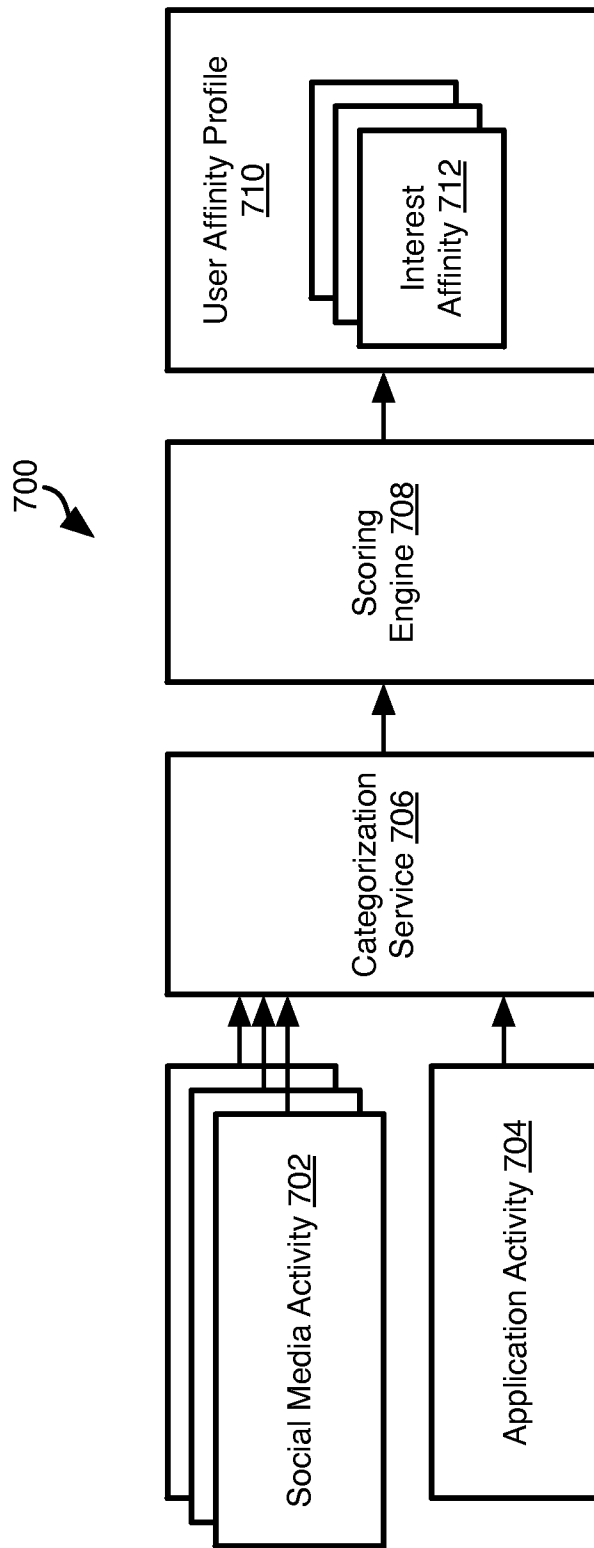 700
Social Media Activity 702
Application Activity 704
Categorization
Service 706
Scoring
Engine 708
User Affinity Profile
710
Interest
Affinity 712